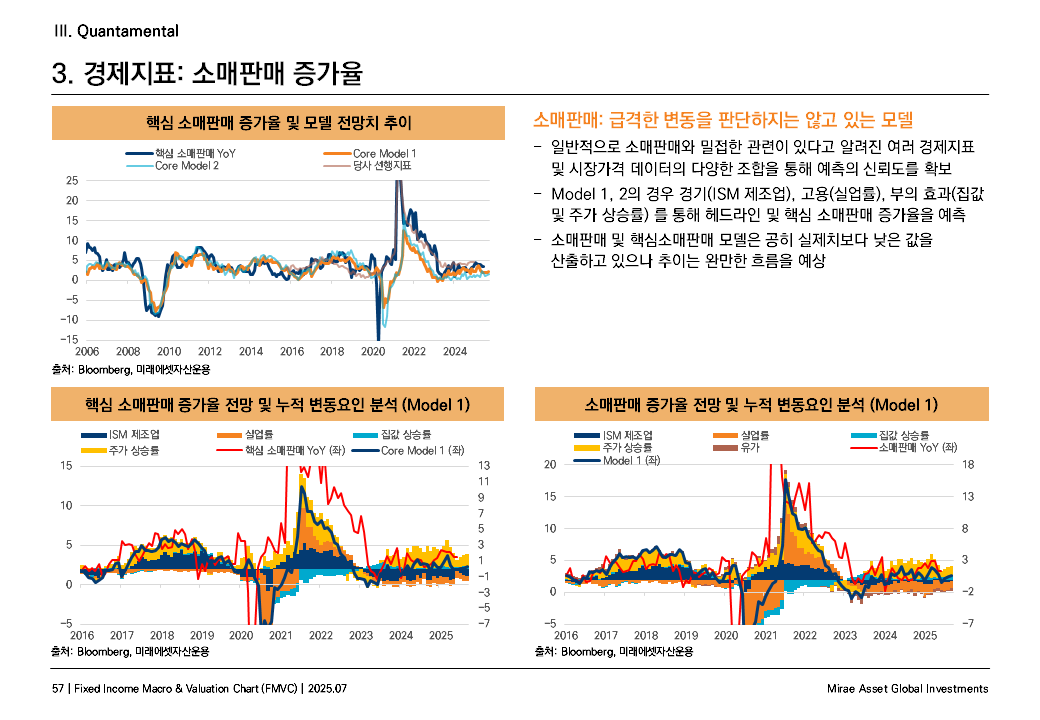 III. Quantamental
3. 경제지표: 소매판매 증가율
핵심 소매판매 증가율 및 모델 전망치 추이
핵심 소매판매 YoY
Core Model 1
Core Model 2
당사 선행지표
25
20
15
10
5
0
−5
−10
−15
2006 2008 2010 2012 2014 2016 2018 2020 2022 2024
출처: Bloomberg, 미래에셋자산운용
소매판매: 급격한 변동을 판단하지는 않고 있는 모델
− 일반적으로 소매판매와 밀접한 관련이 있다고 알려진 여러 경제지표
및 시장가격 데이터의 다양한 조합을 통해 예측의 신뢰도를 확보
− Model 1, 2의 경우 경기(ISM 제조업), 고용(실업률), 부의 효과(집값
및 주가 상승률) 를 통해 헤드라인 및 핵심 소매판매 증가율을 예측
− 소매판매 및 핵심소매판매 모델은 공히 실제치보다 낮은 값을
산출하고 있으나 추이는 완만한 흐름을 예상
핵심 소매판매 증가율 전망 및 누적 변동요인 분석 (Model 1)
ISM 제조업
실업률
집값 상승률
주가 상승률
핵심 소매판매 YoY (좌)
Core Model 1 (좌)
15
10
5
0
−5
13
11
9
7
5
3
1
−1
−3
−5
−7
2016 2017 2018 2019 2020 2021 2022 2023 2024 2025
출처: Bloomberg, 미래에셋자산운용
소매판매 증가율 전망 및 누적 변동요인 분석 (Model 1)
ISM 제조업
실업률
집값 상승률
주가 상승률
유가
소매판매 YoY (좌)
Model 1 (좌)
20
15
10
5
0
−5
18
13
8
3
−2
−7
2016 2017 2018 2019 2020 2021 2022 2023 2024 2025
출처: Bloomberg, 미래에셋자산운용
57 | Fixed Income Macro & Valuation Chart (FMVC) | 2025.07
Mirae Asset Global Investments